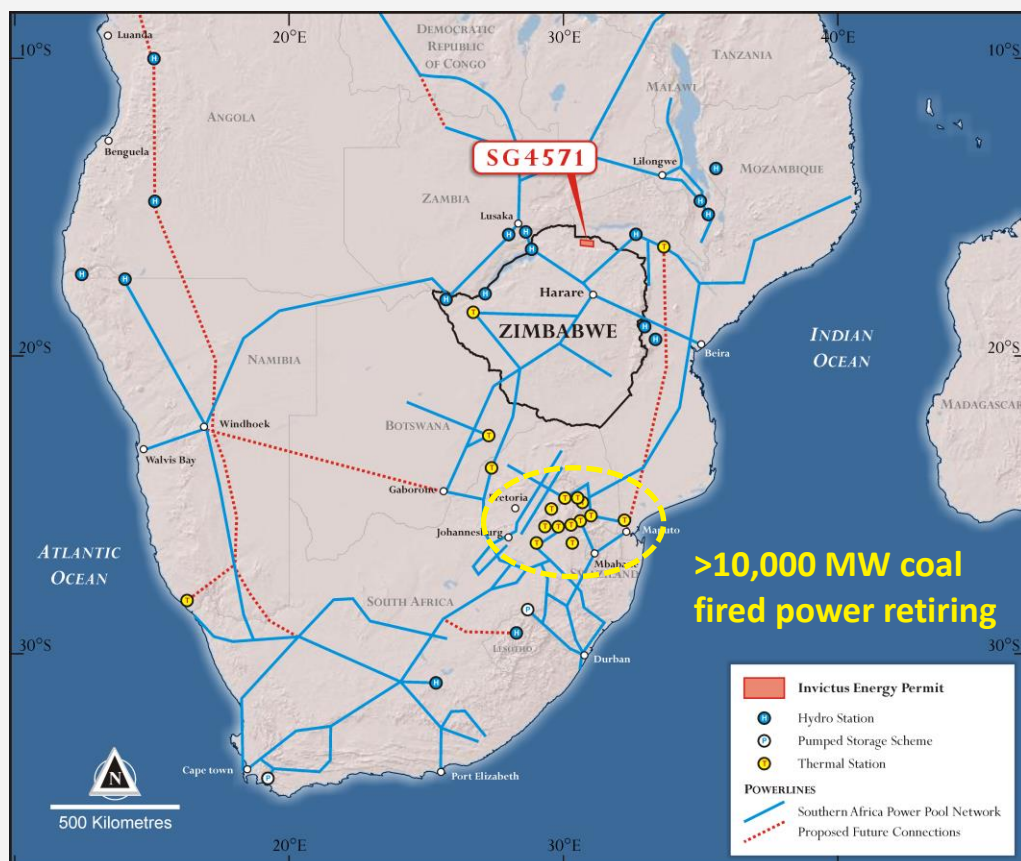 20°E
30°E
40°E
10°S
10°S
Luanda
DEMOCRATIC
REPUBLIC
OF CONGO
TANZANIA
ANGOLA
MALAWI
Benguela
SG4571
Lilongwe
MOZAMBIQUE
ZAMBIA
Lusaka
Harare
ZIMBABWE
20°S
20°S
INDIAN
OCEAN
NAMIBIA
Beira
MADAGASCAR
Windhoek
BOTSWANA
Walvis Bay
Gaborone
Pretoria
Johannesburg
Maputo
Mbabane
SWAZILAND
ATLANTIC
OCEAN
>10,000 MW coal
fired power retiring
SOUTH AFRICA
LESOTHO
30°S
30°S
Durban
Cape town
Port Elizabeth
N
500 Kilometres
20°E
30°E
Invictus Energy Permit
H Hydro Station
P Pumped Storage Scheme
T Thermal Station
POWERLINES
Southern Africa Power Pool Network
Proposed Future Connections